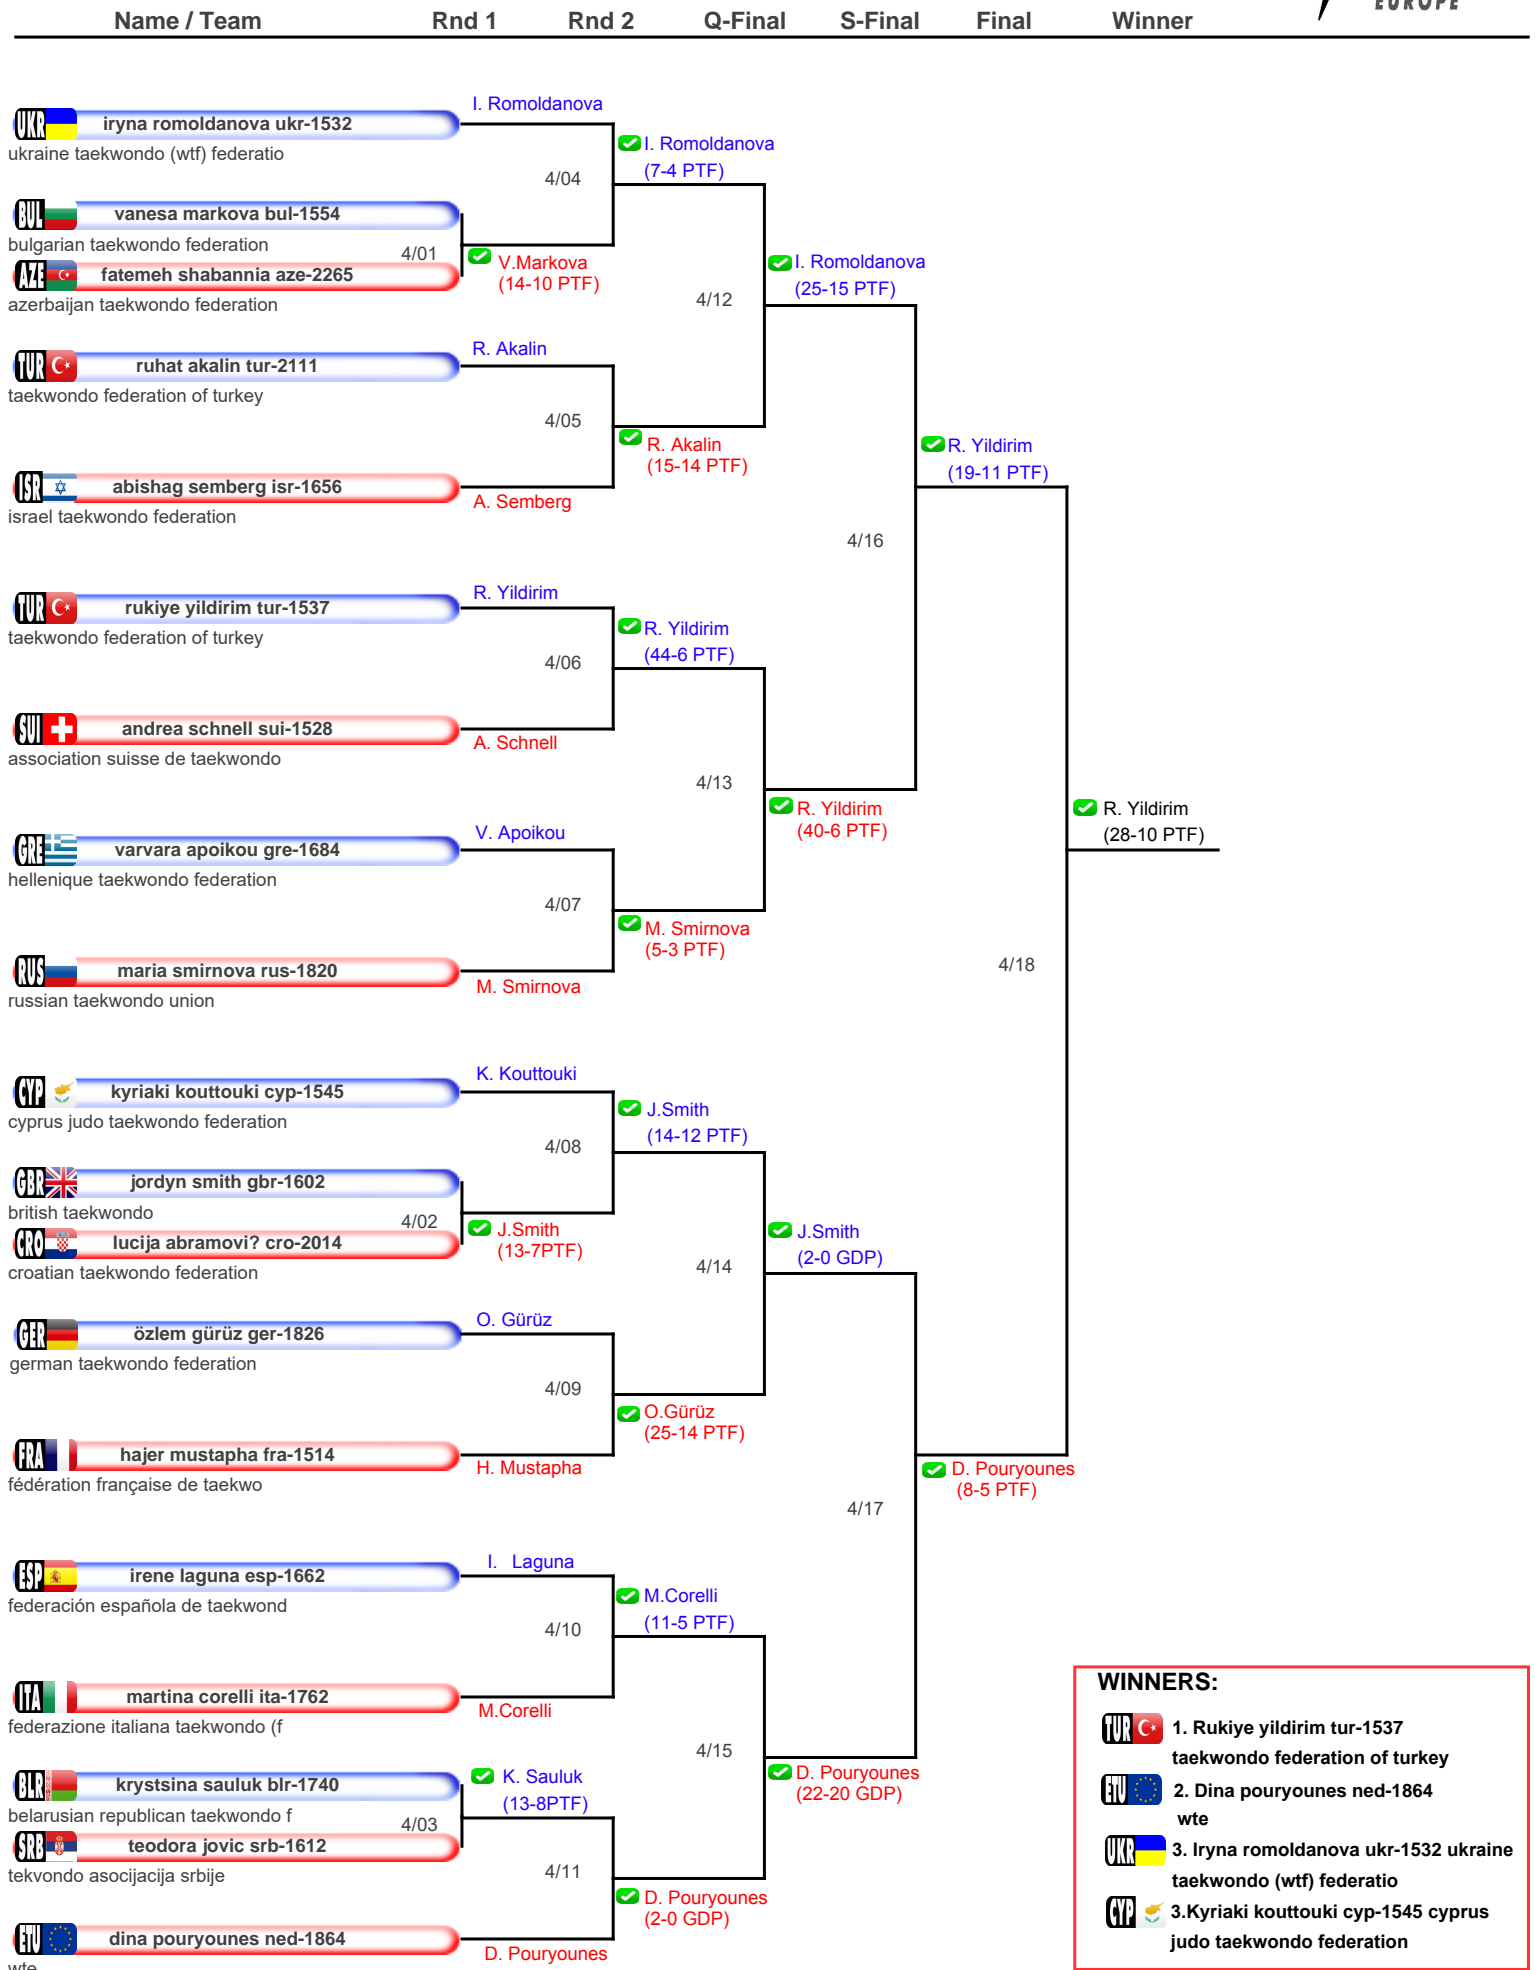 EUROPE
Name / Team Rnd 1 Rnd 2 Q-Final S-Final Final Winner
I. Romoldanova
UKR iryna romoldanova ukr-1532
ukraine taekwondo (wtf) federatio
I. Romoldanova
(7-4 PTF)
4/04
BUL vanesa markova bul-1554
bulgarian taekwondo federation
4/01
V.Markova
(14-10 PTF)
AZE fatemeh shabannia aze-2265
azerbaijan taekwondo federation
I. Romoldanova
(25-15 PTF)
4/12
R. Akalin
TUR ruhat akalin tur-2111
taekwondo federation of turkey
4/05
R. Akalin
(15-14 PTF)
R. Yildirim
(19-11 PTF)
ISR abishag semberg isr-1656
israel taekwondo federation
A. Semberg
4/16
R. Yildirim
TUR rukiye yildirim tur-1537
taekwondo federation of turkey
R. Yildirim
(44-6 PTF)
4/06
SUI andrea schnell sui-1528
association suisse de taekwondo
A. Schnell
4/13
R. Yildirim
(40-6 PTF)
R. Yildirim
(28-10 PTF)
V. Apoikou
GRE varvara apoikou gre-1684
hellenique taekwondo federation
4/07
M. Smirnova
(5-3 PTF)
4/18
RUS maria smirnova rus-1820
russian taekwondo union
M. Smirnova
K. Kouttouki
CYP kyriaki kouttouki cyp-1545
cyprus judo taekwondo federation
J.Smith
(14-12 PTF)
4/08
GBR jordyn smith gbr-1602
british taekwondo
4/02
J.Smith
(13-7PTF)
CRO lucija abramovi? cro-2014
croatian taekwondo federation
J.Smith
(2-0 GDP)
4/14
O. Gürüz
GER özlem gürüz ger-1826
german taekwondo federation
4/09
O.Gürüz
(25-14 PTF)
FRA hajer mustapha fra-1514
fédération française de taekwo
H. Mustapha
D. Pouryounes
(8-5 PTF)
4/17
I. Laguna
ESP irene laguna esp-1662
federación española de taekwond
M.Corelli
(11-5 PTF)
4/10
ITA martina corelli ita-1762
federazione italiana taekwondo (f
M.Corelli
4/15
D. Pouryounes
(22-20 GDP)
BLR krystsina sauluk blr-1740
belarusian republican taekwondo f
K. Sauluk
(13-8PTF)
4/03
SRB teodora jovic srb-1612
tekvondo asocijacija srbije
4/11
D. Pouryounes
(2-0 GDP)
ETU dina pouryounes ned-1864
D. Pouryounes
wte
WINNERS:
TUR 1. Rukiye yildirim tur-1537
taekwondo federation of turkey
ETU 2. Dina pouryounes ned-1864
wte
UKR 3. Iryna romoldanova ukr-1532 ukraine
taekwondo (wtf) federatio
CYP 3.Kyriaki kouttouki cyp-1545 cyprus
judo taekwondo federation